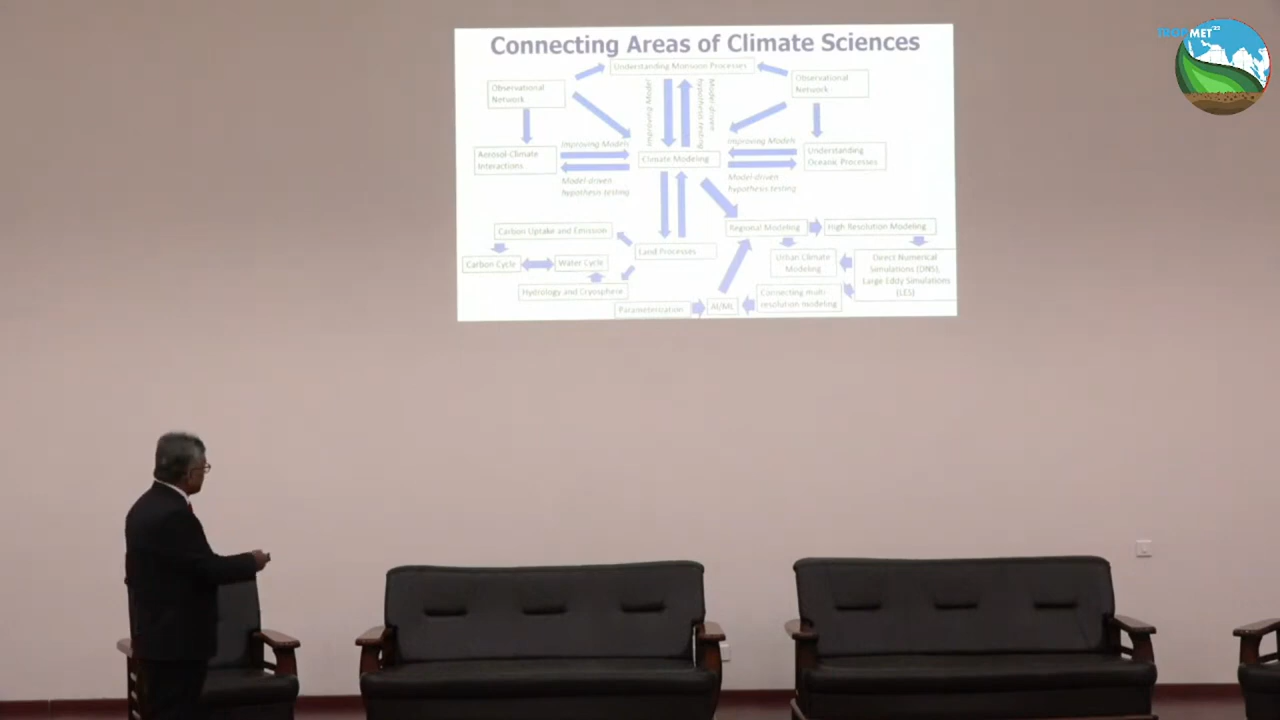 Connecting Areas of Climate Sciences
Understanding Monsoon Processes
Observational
Network
Observational
Network
Improving Model
Model-driven
hypothesis testing
Aerosol-Climate
Interactions
Improving Models
Model-driven
hypothesis testing
Climate Modeling
Improving Models
Model-driven
hypothesis testing
Understanding
Oceanic Processes
Carbon Uptake and Emission
Carbon Cycle
Water Cycle
Land Processes
Hydrology and Cryosphere
Regional Modeling
High Resolution Modeling
Urban Climate
Modeling
Direct Numerical
Simulations (DNS),
Large Eddy Simulations
(LES)
Connecting multi-
resolution modeling
Parameterization
AI/ML
MET